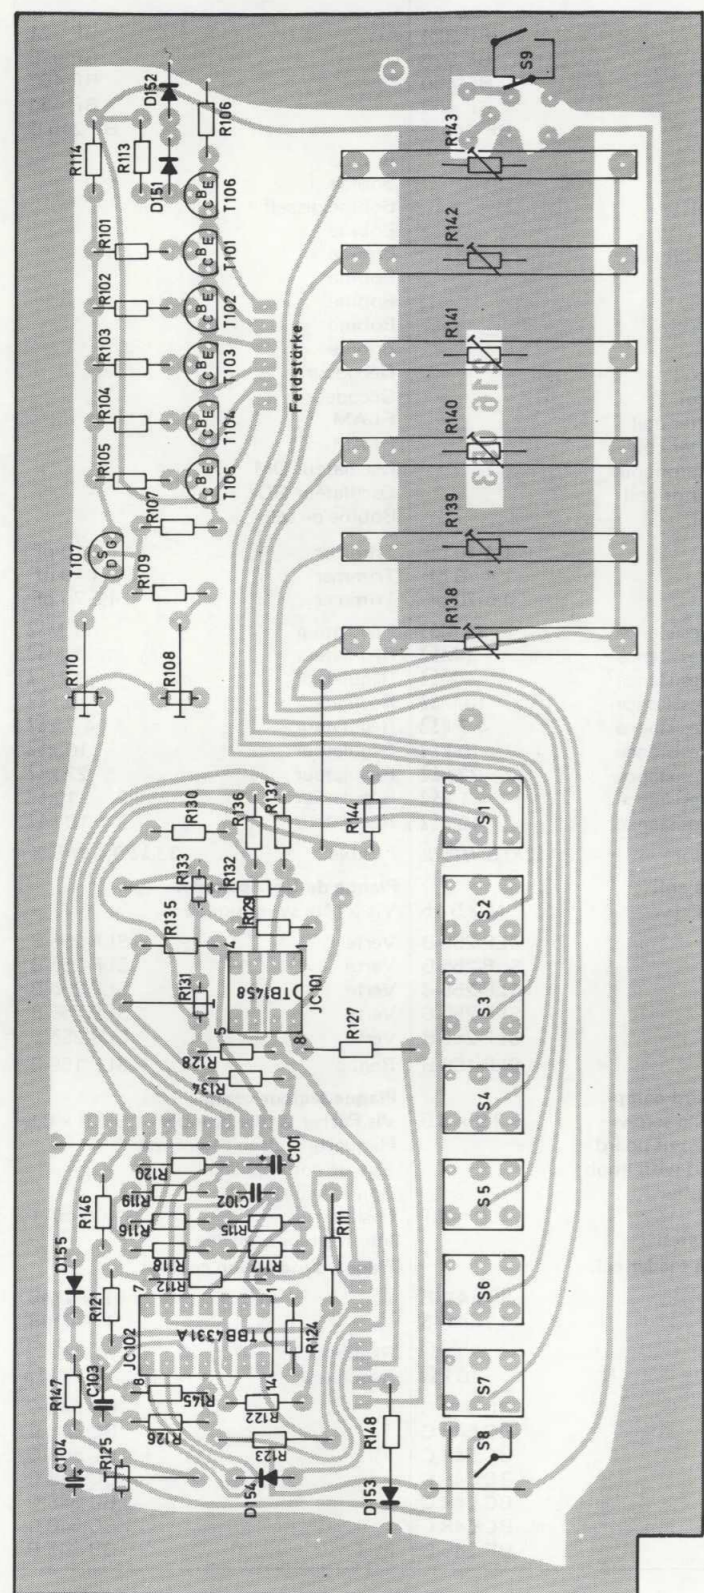 S9
D152
R106
R114
R113
D151
B E C
T106
R143
R101
B E C
T101
R142
R102
B E C
T102
R103
B E C
T103
Feldstärke
R141
R104
B E C
T104
R140
R105
B E C
T105
R107
T107
D S G
R109
R139
R138
R110
R108
R130
R136
R137
R144
S1
R133
R132
S2
R135
R129
4
1
R131
TB1458
JC101
S3
5
8
R128
R127
R134
S4
R120
C101
R119
C102
S5
R146
R116
R115
R111
R118
R117
D155
R112
S6
R121
7
1
JC102
TBB4331A
R124
R147
C103
8
14
R145
R122
S7
R126
R148
S8
C104
R125
R123
D154
D153